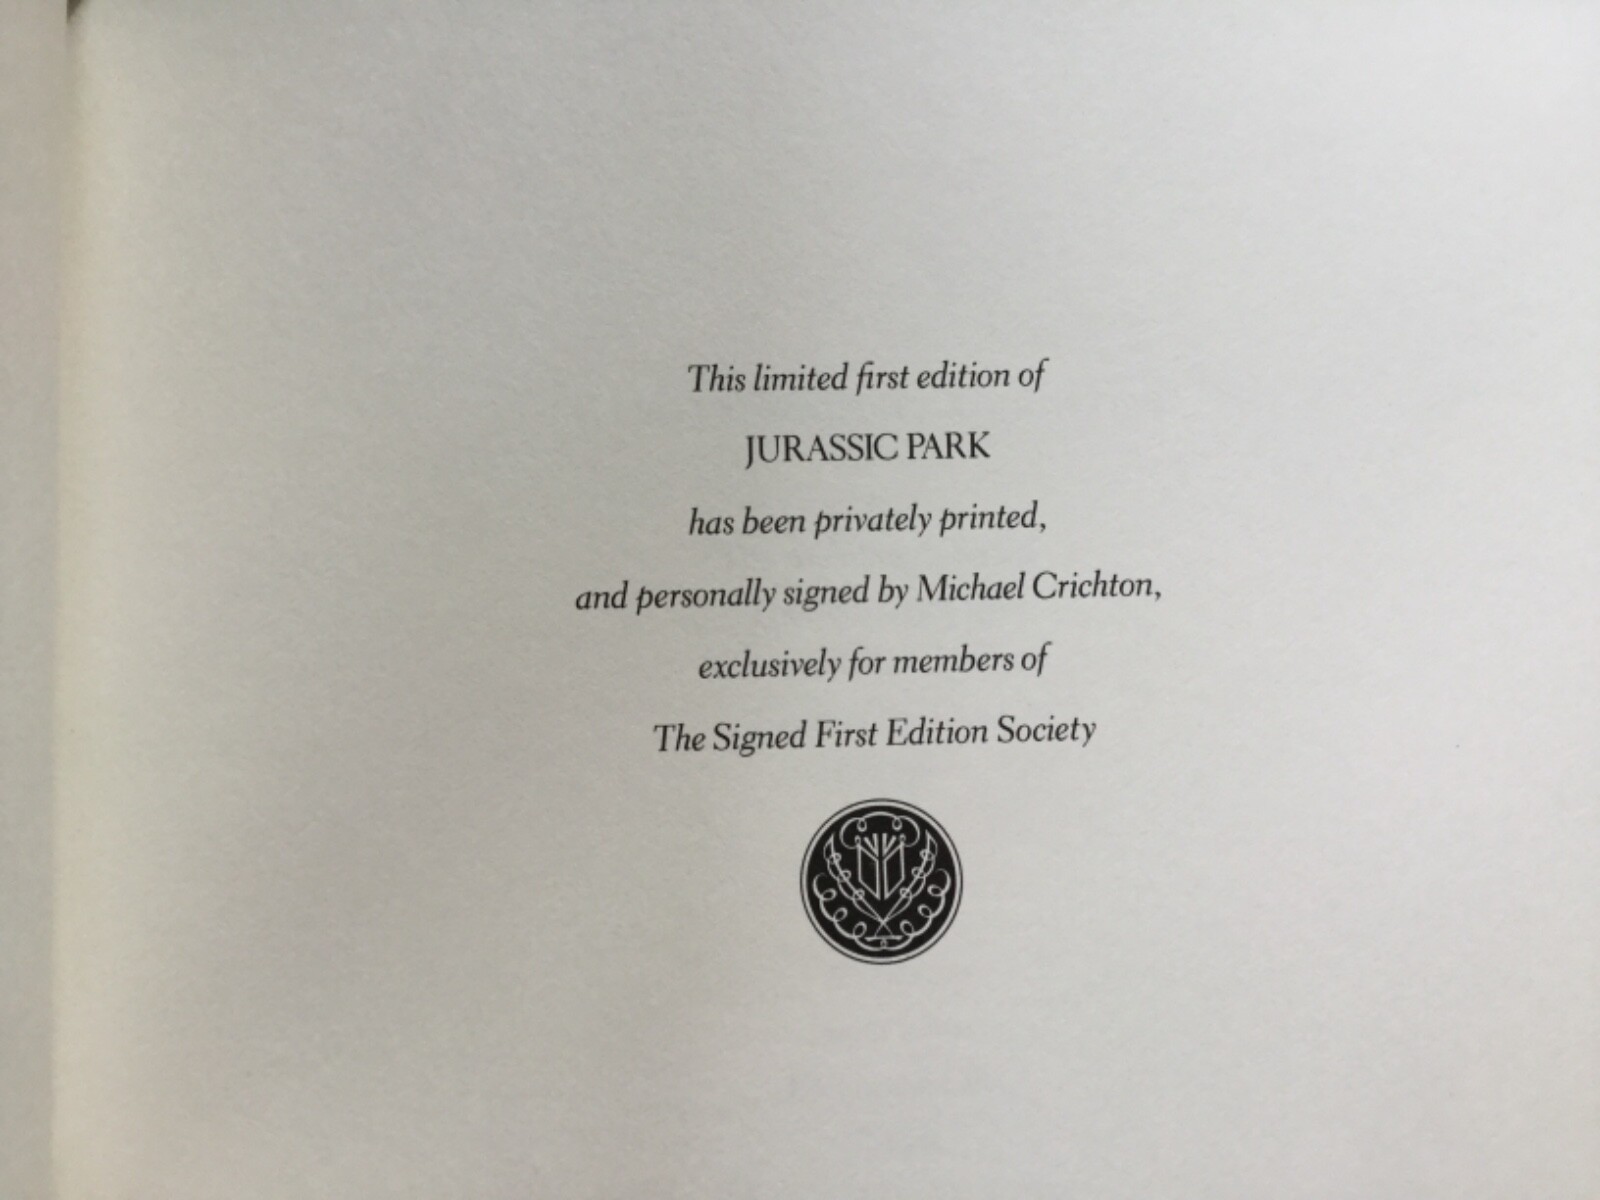 This limited first edition of
JURASSIC PARK
has been privately printed,
and personally signed by Michael Crichton,
exclusively for members of
The Signed First Edition Society